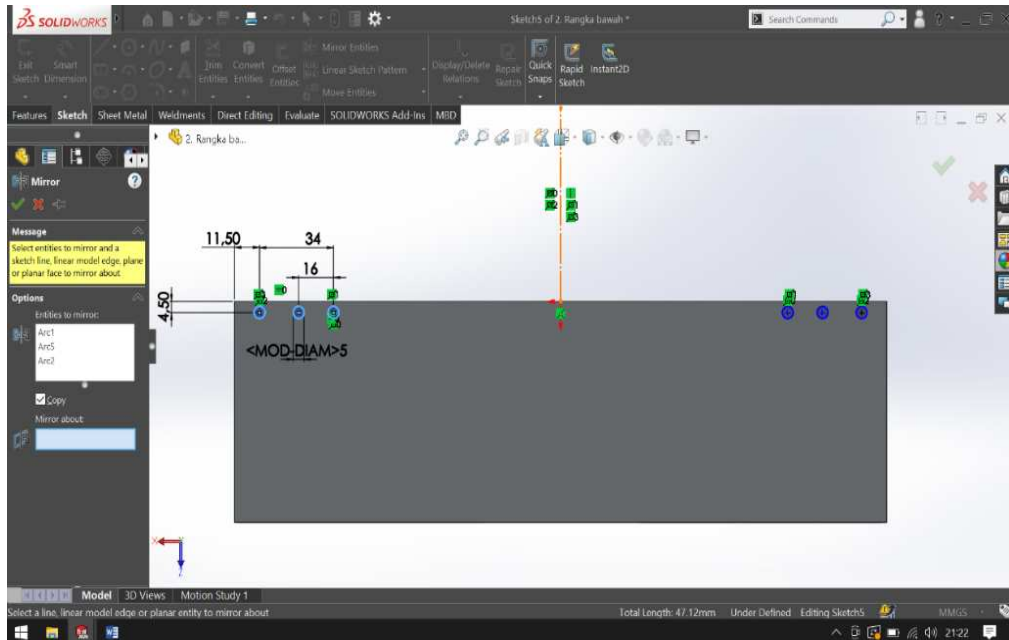 SOLIDWORKS
Sketch5 of 2. Rangka bawah *
Search Commands
Exit Sketch
Smart Dimension
Trim Entities
Convert Entities
Offset Entities
Mirror Entities
Linear Sketch Pattern
Move Entities
Display/Delete Relations
Repair Sketch
Quick Snaps
Rapid Sketch
Instant2D
Features Sketch Sheet Metal Weldments Direct Editing Evaluate SOLIDWORKS Add-Ins MBD
2. Rangka ba...
Mirror
Message
Select entities to mirror and a
sketch line, linear model edge, plane
or planar face to mirror about
Options
Entities to mirror:
Arc1
Arc5
Arc2
Copy
Mirror about:
11,50
34
16
4,50
<MOD-DIAM>5
Model 3D Views Motion Study 1
Select a line, linear model edge or planar entity to mirror about
Total Length: 47.12mm Under Defined Editing Sketch5 MMGS
21:22